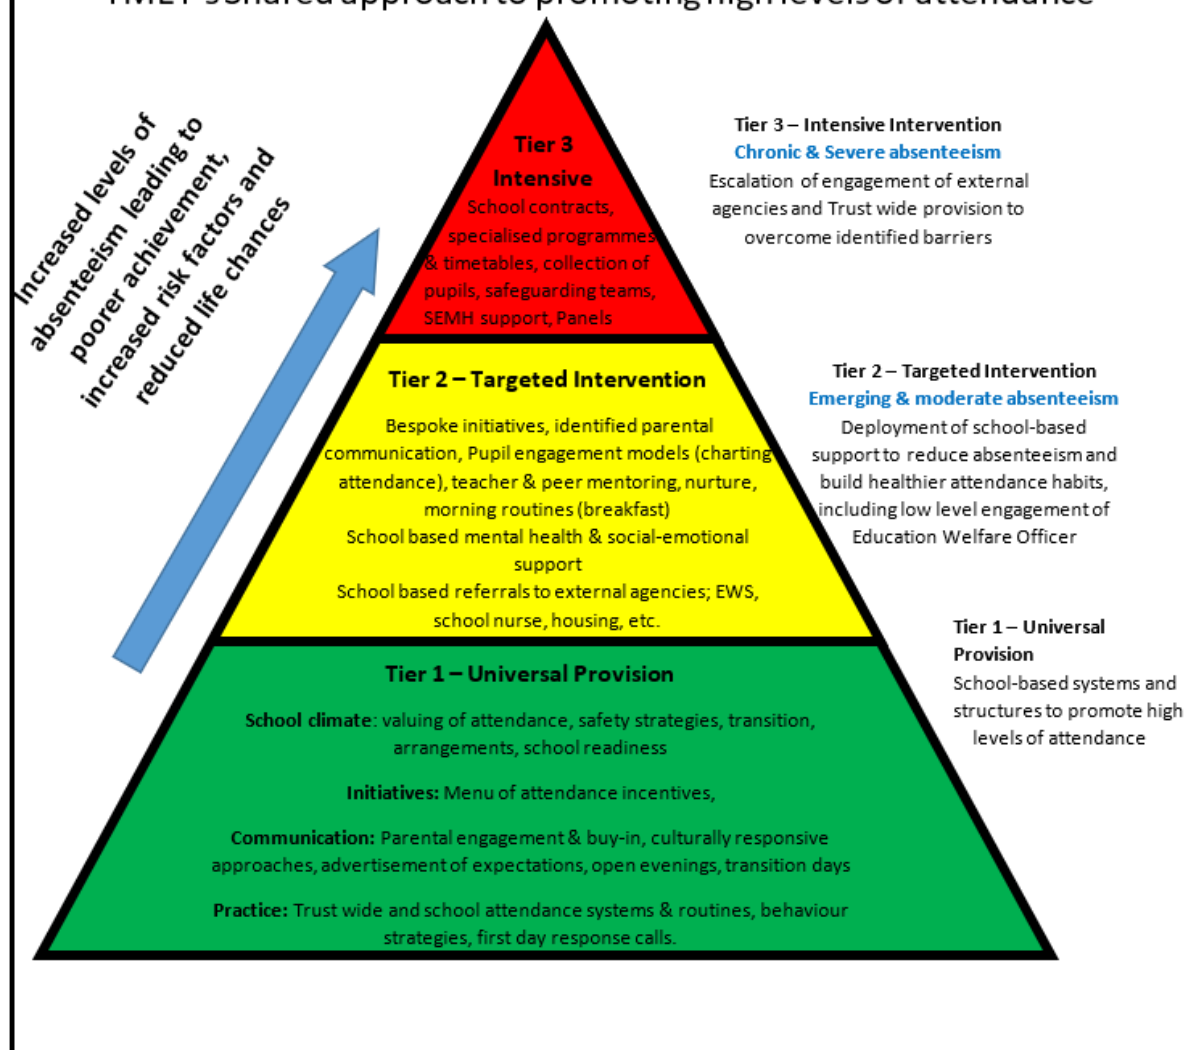 shared approach to promoting high levels of attendance
Increased levels of
absenteeism leading to
poorer achievement,
increased risk factors and
reduced life chances
Tier 3
Intensive
School contracts,
specialised programmes
& timetables, collection of
pupils, safeguarding teams,
SEMH support, Panels
Tier 3 – Intensive Intervention
Chronic & Severe absenteeism
Escalation of engagement of external
agencies and Trust wide provision to
overcome identified barriers
Tier 2 – Targeted Intervention
Bespoke initiatives, identified parental
communication, Pupil engagement models (charting
attendance), teacher & peer mentoring, nurture,
morning routines (breakfast)
School based mental health & social-emotional
support
School based referrals to external agencies; EWS,
school nurse, housing, etc.
Tier 2 – Targeted Intervention
Emerging & moderate absenteeism
Deployment of school-based
support to reduce absenteeism and
build healthier attendance habits,
including low level engagement of
Education Welfare Officer
Tier 1 – Universal Provision
School climate: valuing of attendance, safety strategies, transition,
arrangements, school readiness
Initiatives: Menu of attendance incentives,
Communication: Parental engagement & buy-in, culturally responsive
approaches, advertisement of expectations, open evenings, transition days
Practice: Trust wide and school attendance systems & routines, behaviour
strategies, first day response calls.
Tier 1 – Universal
Provision
School-based systems and
structures to promote high
levels of attendance